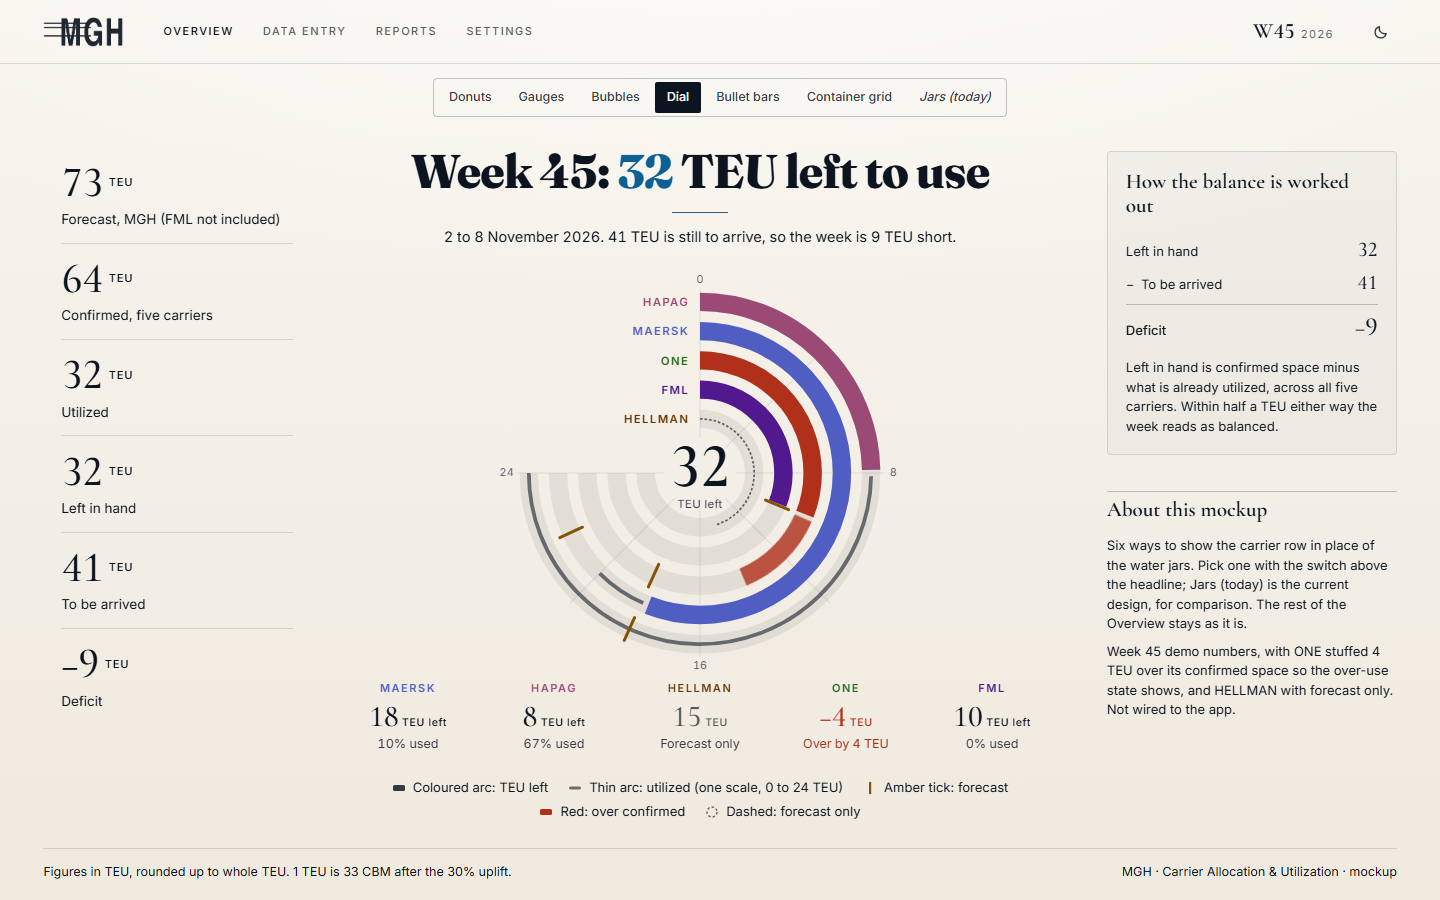 MGH
OVERVIEW
DATA ENTRY
REPORTS
SETTINGS
W45 2026
Donuts
Gauges
Bubbles
Dial
Bullet bars
Container grid
Jars (today)
73 TEU
Forecast, MGH (FML not included)
64 TEU
Confirmed, five carriers
32 TEU
Utilized
32 TEU
Left in hand
41 TEU
To be arrived
–9 TEU
Deficit
Week 45: 32 TEU left to use
2 to 8 November 2026. 41 TEU is still to arrive, so the week is 9 TEU short.
0
HAPAG
MAERSK
ONE
FML
HELLMAN
32
TEU left
24
8
16
MAERSK
18 TEU left
10% used
HAPAG
8 TEU left
67% used
HELLMAN
15 TEU
Forecast only
ONE
–4 TEU
Over by 4 TEU
FML
10 TEU left
0% used
Coloured arc: TEU left
Thin arc: utilized (one scale, 0 to 24 TEU)
Amber tick: forecast
Red: over confirmed
Dashed: forecast only
How the balance is worked
out
Left in hand 32
– To be arrived 41
Deficit –9
Left in hand is confirmed space minus
what is already utilized, across all five
carriers. Within half a TEU either way the
week reads as balanced.
About this mockup
Six ways to show the carrier row in place of
the water jars. Pick one with the switch above
the headline; Jars (today) is the current
design, for comparison. The rest of the
Overview stays as it is.
Week 45 demo numbers, with ONE stuffed 4
TEU over its confirmed space so the over-use
state shows, and HELLMAN with forecast only.
Not wired to the app.
Figures in TEU, rounded up to whole TEU. 1 TEU is 33 CBM after the 30% uplift.
MGH · Carrier Allocation & Utilization · mockup